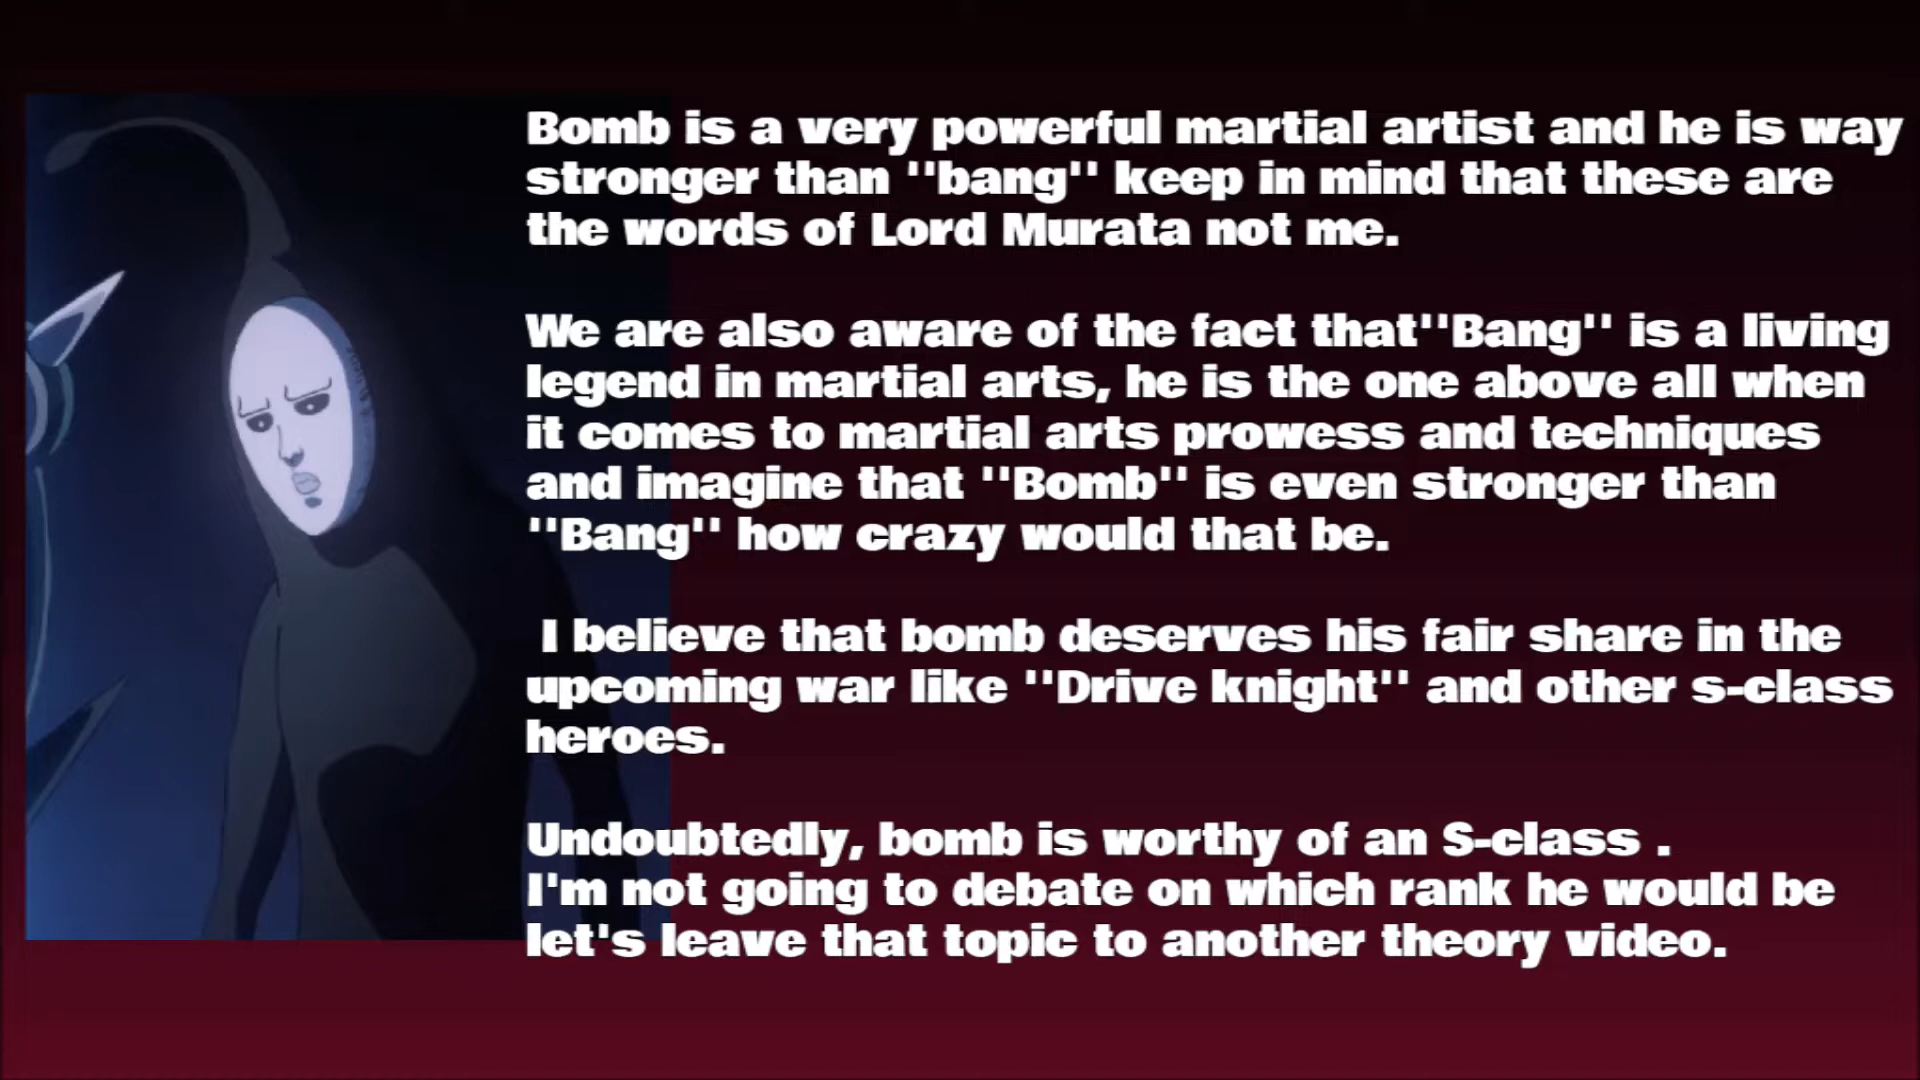 Bomb is a very powerful martial artist and he is way
stronger than ''bang'' keep in mind that these are
the words of Lord Murata not me.
We are also aware of the fact that''Bang'' is a living
legend in martial arts, he is the one above all when
it comes to martial arts prowess and techniques
and imagine that ''Bomb'' is even stronger than
''Bang'' how crazy would that be.
I believe that bomb deserves his fair share in the
upcoming war like ''Drive knight'' and other s-class
heroes.
Undoubtedly, bomb is worthy of an S-class .
I'm not going to debate on which rank he would be
let's leave that topic to another theory video.